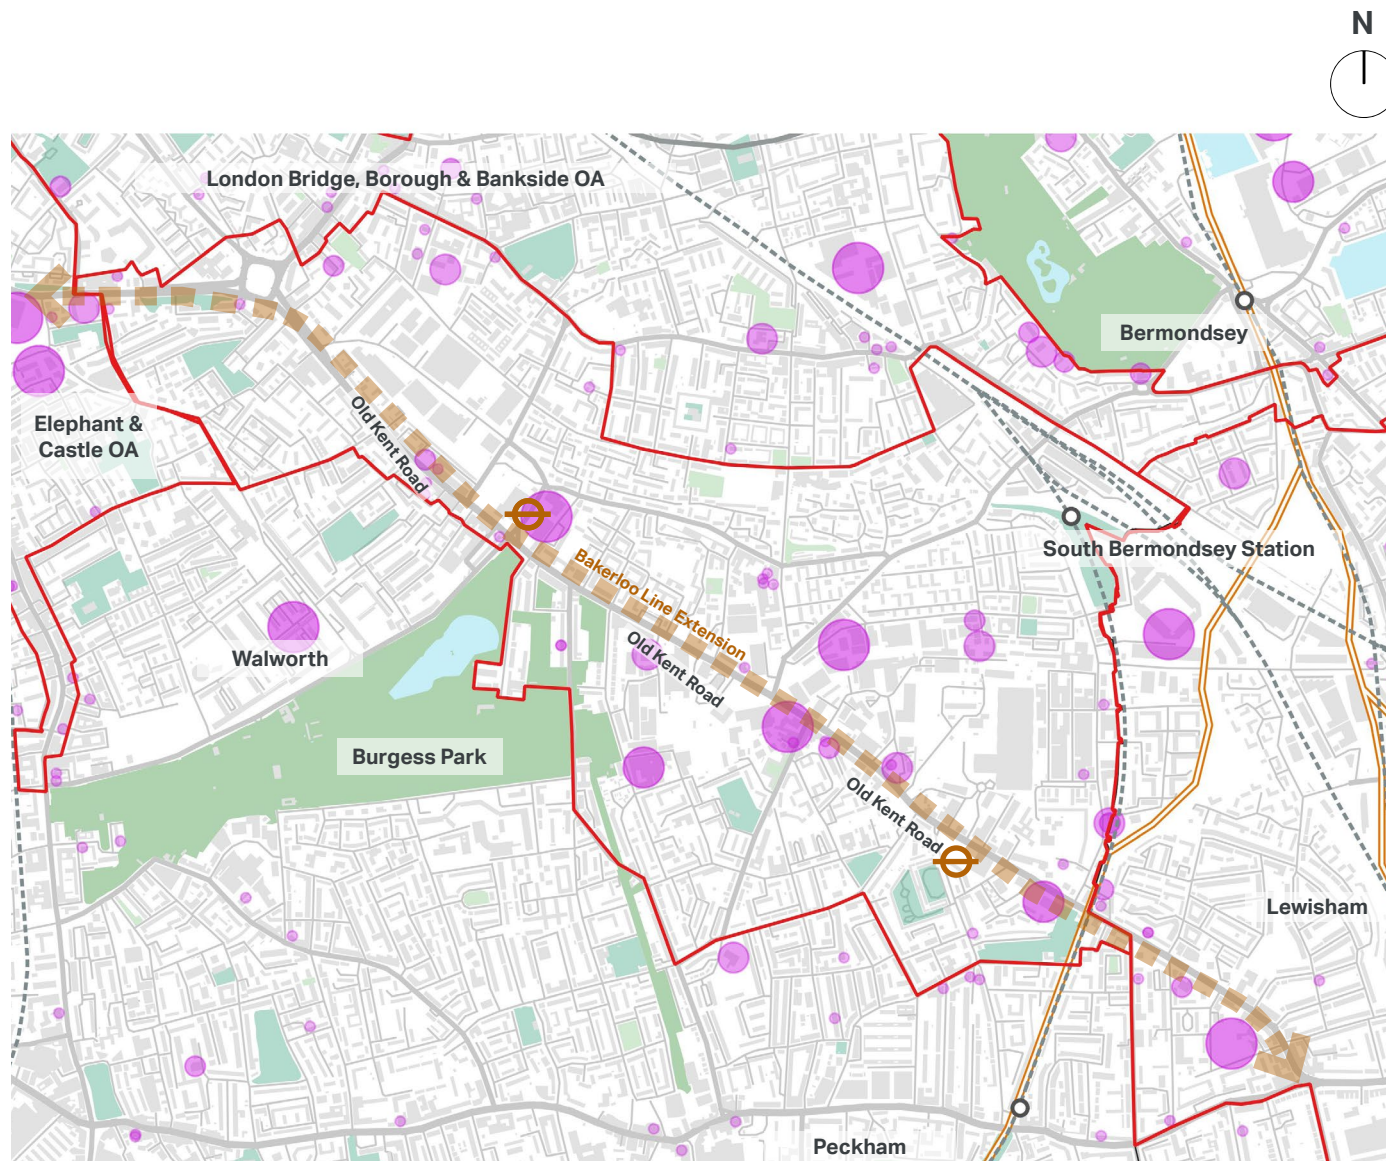 N
London Bridge, Borough & Bankside OA
Bermondsey
Elephant &
Castle OA
Old Kent Road
South Bermondsey Station
Bakerloo Line Extension
Walworth
Old Kent Road
Burgess Park
Old Kent Road
Lewisham
Peckham